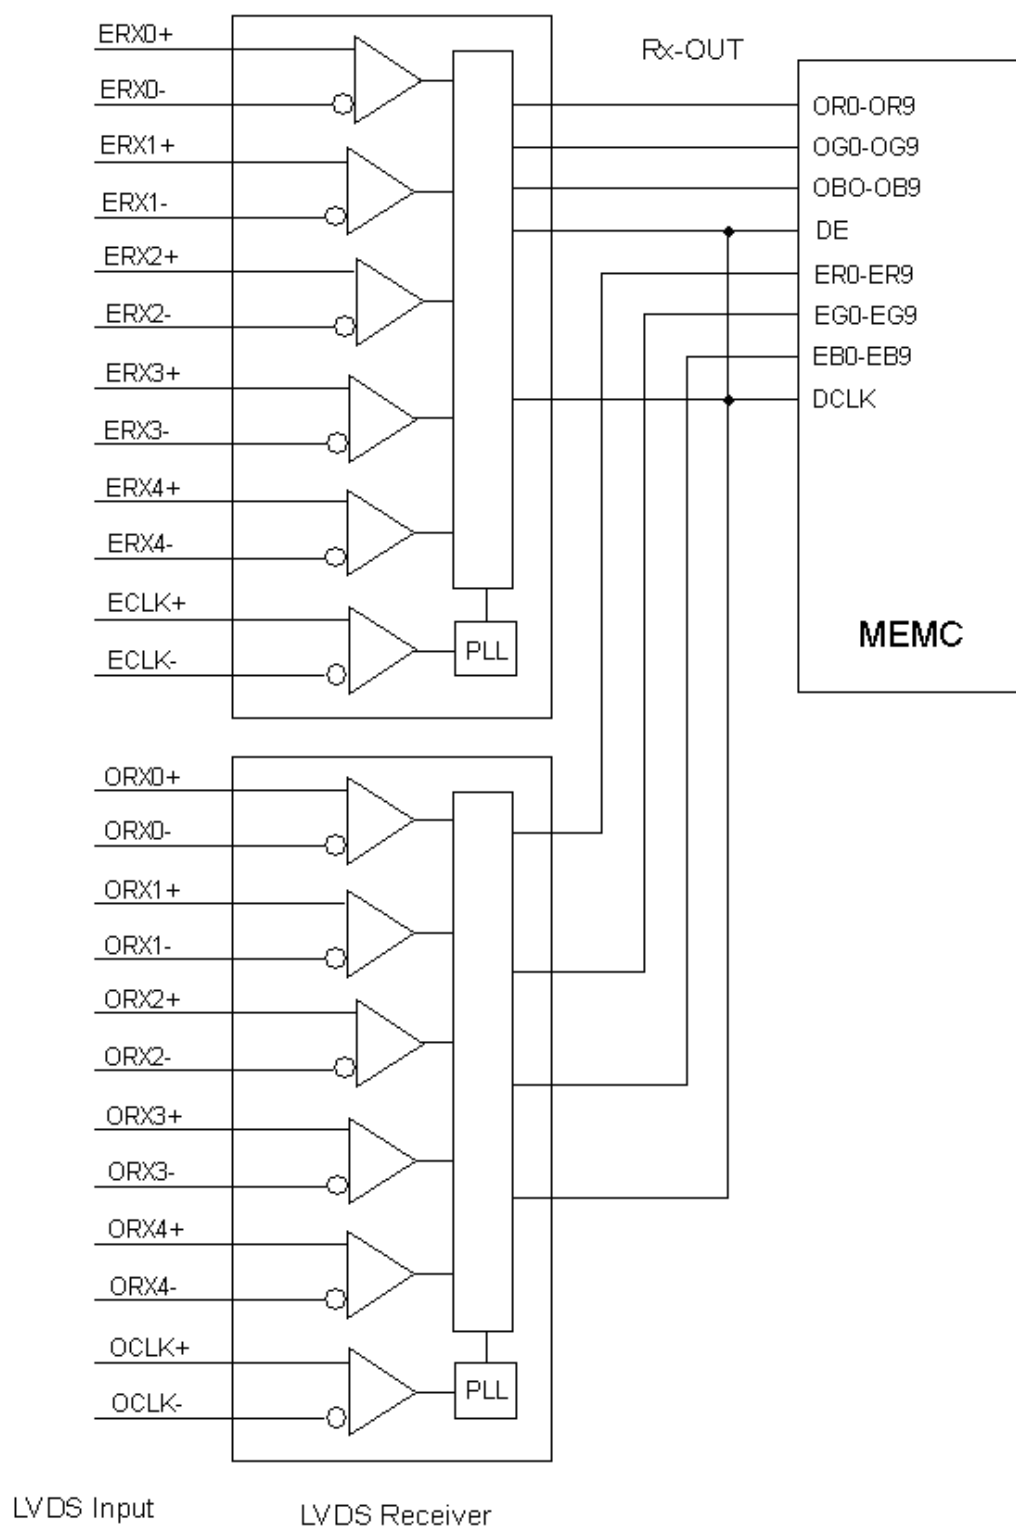 ERX0+
Rx-OUT
ERX0-
OR0-OR9
ERX1+
OG0-OG9
OBO-OB9
ERX1-
DE
ERX2+
ER0-ER9
ERX2-
EG0-EG9
EB0-EB9
ERX3+
DCLK
ERX3-
ERX4+
ERX4-
ECLK+
MEMC
ECLK-
PLL
ORX0+
ORX0-
ORX1+
ORX1-
ORX2+
ORX2-
ORX3+
ORX3-
ORX4+
ORX4-
OCLK+
PLL
OCLK-
LVDS Input
LVDS Receiver